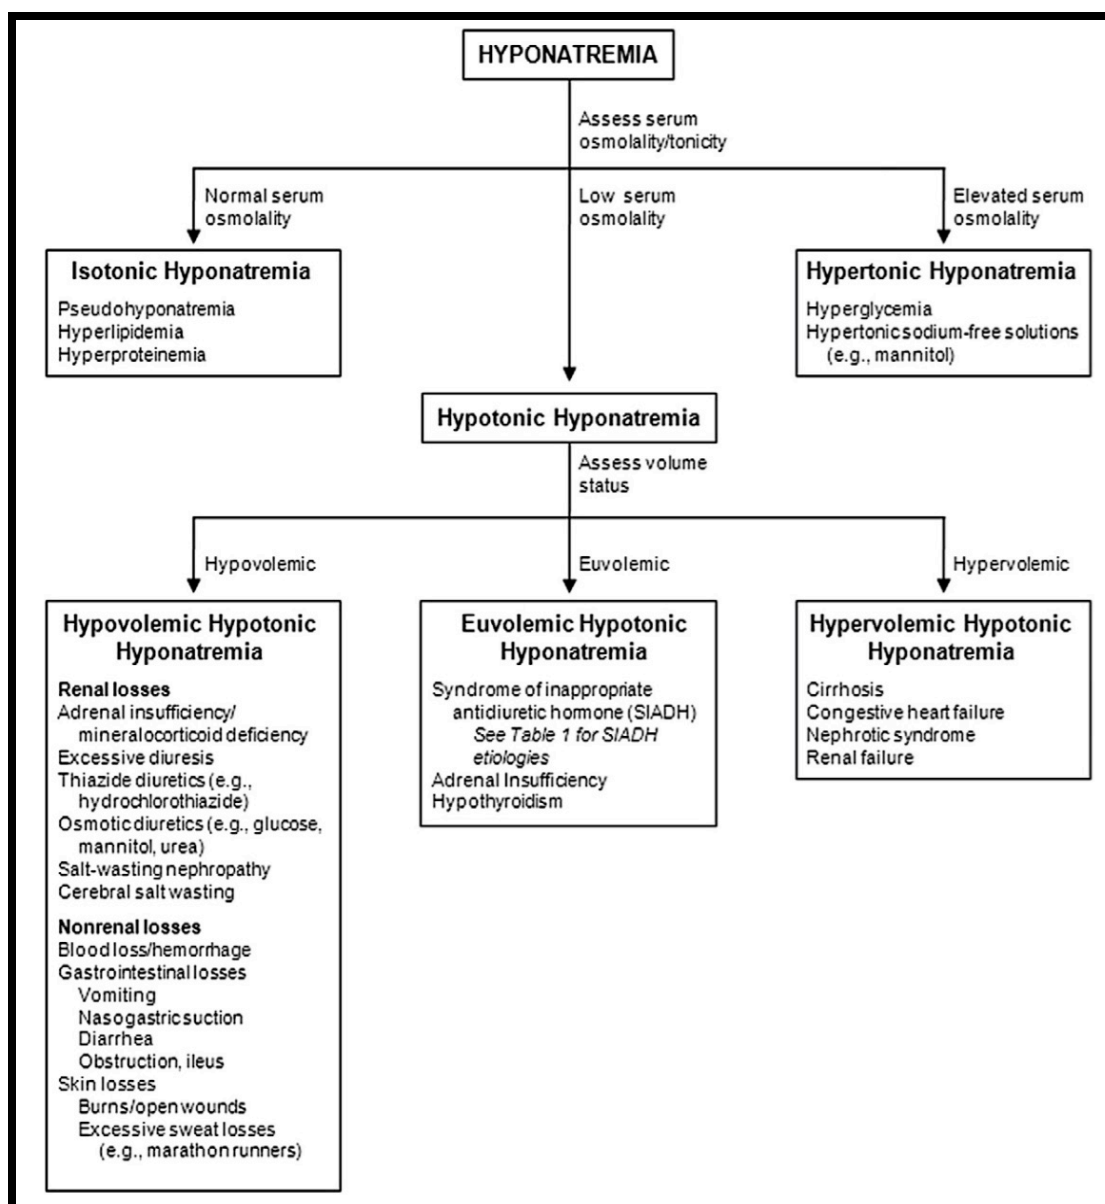 HYPONATREMIA
Assess serum
osmolality/tonicity
Normal serum
osmolality
Low serum
osmolality
Elevated serum
osmolality
Isotonic Hyponatremia
Pseudohyponatremia
Hyperlipidemia
Hyperproteinemia
Hypertonic Hyponatremia
Hyperglycemia
Hypertonic sodium-free solutions
(e.g., mannitol)
Hypotonic Hyponatremia
Assess volume
status
Hypovolemic
Euvolemic
Hypervolemic
Hypovolemic Hypotonic
Hyponatremia
Renal losses
Adrenal insufficiency/
mineralocorticoid deficiency
Excessive diuresis
Thiazide diuretics (e.g.,
hydrochlorothiazide)
Osmotic diuretics (e.g., glucose,
mannitol, urea)
Salt-wasting nephropathy
Cerebral salt wasting
Nonrenal losses
Blood loss/hemorrhage
Gastrointestinal losses
Vomiting
Nasogastric suction
Diarrhea
Obstruction, ileus
Skin losses
Burns/open wounds
Excessive sweat losses
(e.g., marathon runners)
Euvolemic Hypotonic
Hyponatremia
Syndrome of inappropriate
antidiuretic hormone (SIADH)
See Table 1 for SIADH
etiologies
Adrenal Insufficiency
Hypothyroidism
Hypervolemic Hypotonic
Hyponatremia
Cirrhosis
Congestive heart failure
Nephrotic syndrome
Renal failure